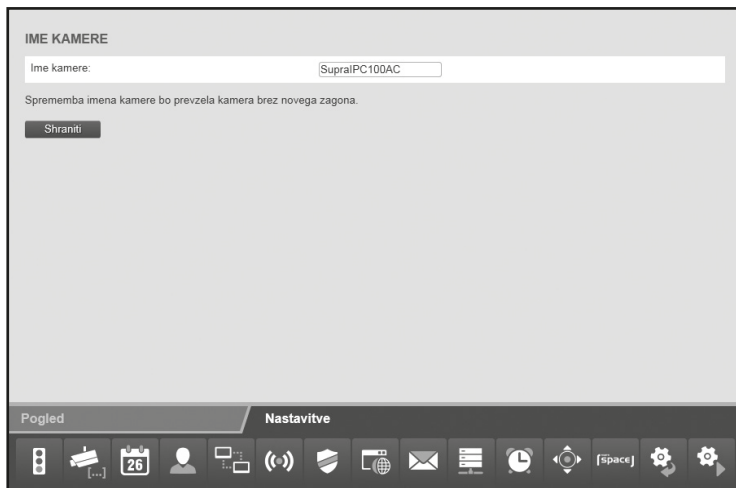 IME KAMERE
Ime kamere: SupraIPC100AC
Sprememba imena kamere bo prevzela kamera brez novega zagona.
Shraniti
Pogled Nastavitve
[...] 26 [space]